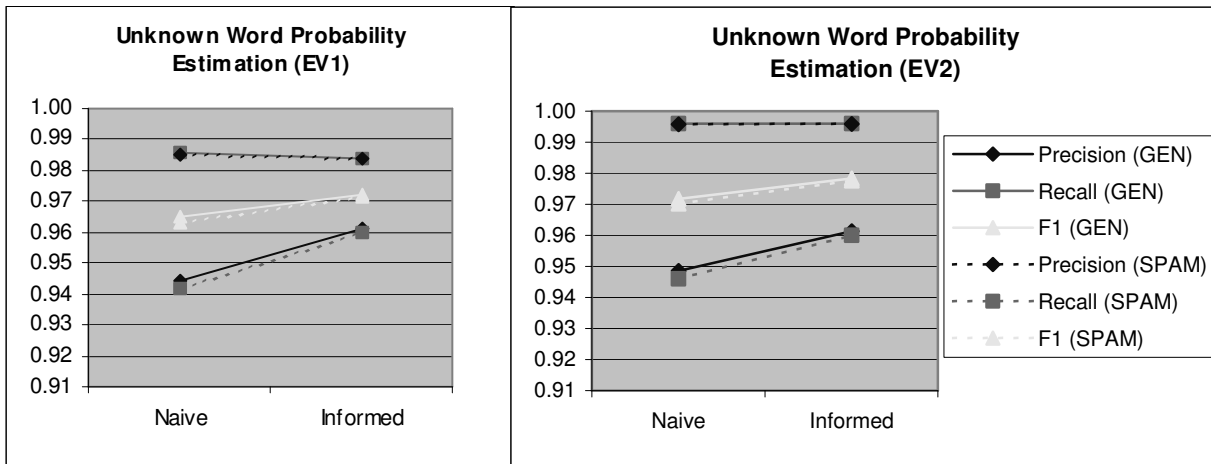 Unknown Word Probability
Estimation (EV1)
1.00
0.99
0.98
0.97
0.96
0.95
0.94
0.93
0.92
0.91
Naive
Informed
Unknown Word Probability
Estimation (EV2)
1.00
0.99
0.98
0.97
0.96
0.95
0.94
0.93
0.92
0.91
Naive
Informed
Precision (GEN)
Recall (GEN)
F1 (GEN)
Precision (SPAM)
Recall (SPAM)
F1 (SPAM)